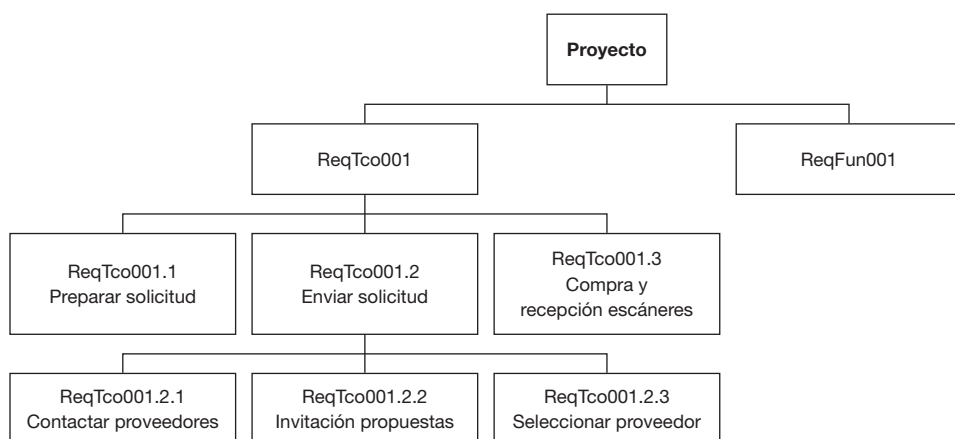 Proyecto
ReqTco001
ReqFun001
ReqTco001.1
Preparar solicitud
ReqTco001.2
Enviar solicitud
ReqTco001.3
Compra y
recepción escáneres
ReqTco001.2.1
Contactar proveedores
ReqTco001.2.2
Invitación propuestas
ReqTco001.2.3
Seleccionar proveedor